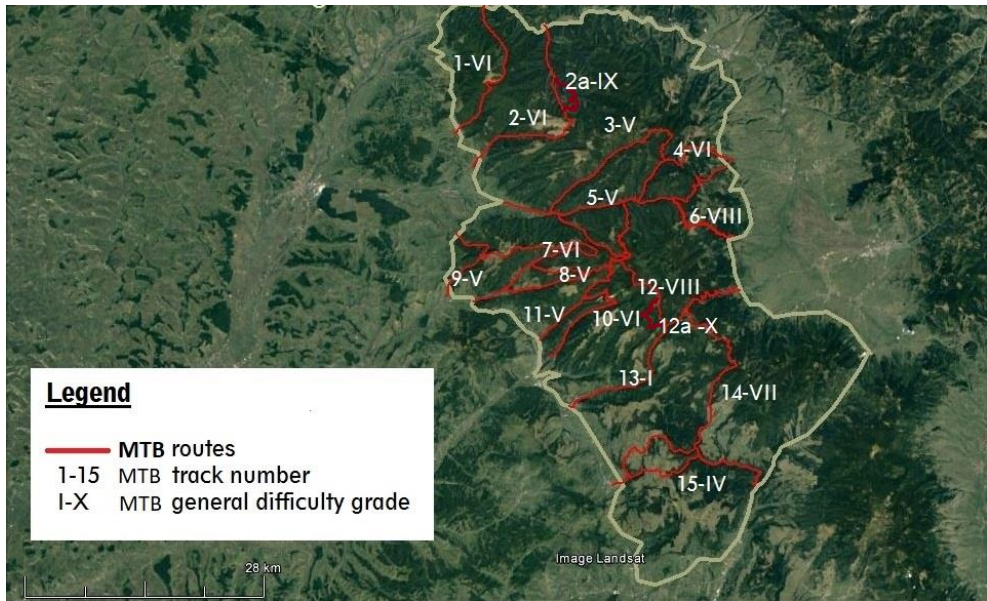 1-VI
2a-IX
2-VI
3-V
4-VI
5-V
6-VIII
7-VI
8-V
9-V
12-VIII
11-V
10-VI
12a -X
13-I
14-VII
15-IV
Legend
MTB routes
1-15 MTB track number
I-X MTB general difficulty grade
Image Landsat
28 km